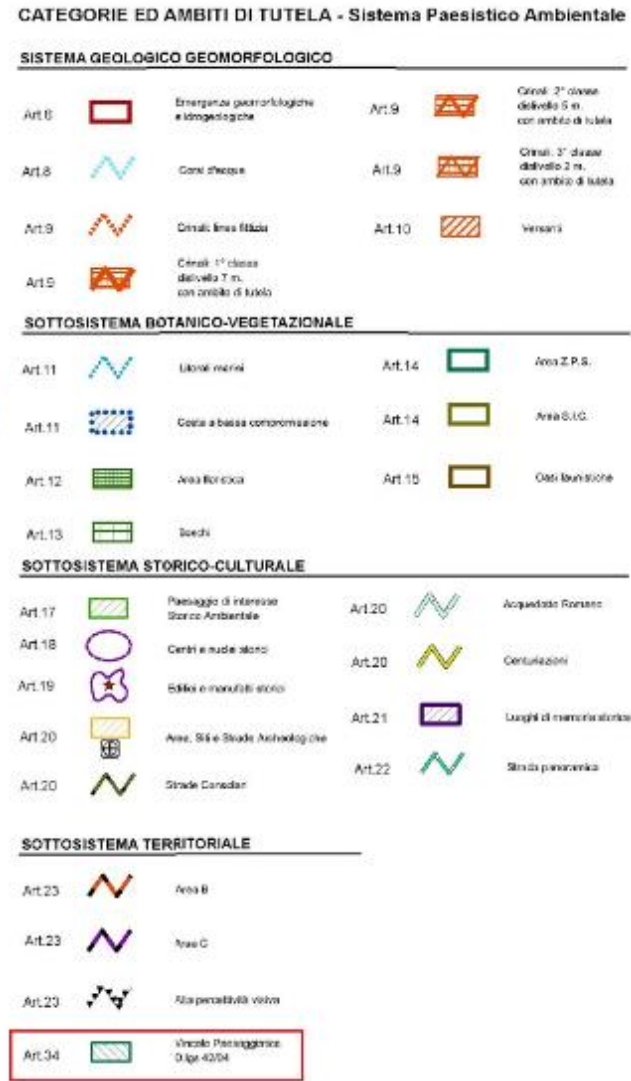 CATEGORIE ED AMBITI DI TUTELA - Sistema Paesistico Ambientale
SISTEMA GEOLOGICO GEOMORFOLOGICO
Art.6 Emergenze geomorfologiche
e idrogeologiche
Art.8 Corsi d'acqua
Art.9 Crinali: linea fittizia
Art.9 Crinali: 1° classe
dislivello 7 m.
con ambito di tutela
Art.9 Crinali: 2° classe
dislivello 5 m.
con ambito di tutela
Art.9 Crinali: 3° classe
dislivello 2 m.
con ambito di tutela
Art.10 Versanti
SOTTOSISTEMA BOTANICO-VEGETAZIONALE
Art.11 Litorali marini
Art.11 Costa a bassa compromissione
Art.12 Area floristica
Art.13 Boschi
Art.14 Area Z.P.S.
Art.14 Area S.I.C.
Art.15 Oasi faunistiche
SOTTOSISTEMA STORICO-CULTURALE
Art.17 Paesaggio di interesse
Storico Ambientale
Art.18 Centri e nuclei storici
Art.19 Edifici e manufatti storici
Art.20 Aree, Siti e Strade Archeologiche
Art.20 Strade Consolari
Art.20 Acquedotto Romano
Art.20 Centuriazioni
Art.21 Luoghi di memoria storica
Art.22 Strada panoramica
SOTTOSISTEMA TERRITORIALE
Art.23 Area B
Art.23 Area C
Art.23 Alta percettività visiva
Art.34 Vincolo Paesaggistico
D.lgs 42/04